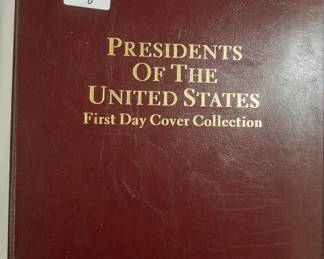 PRESIDENTS
OF THE
UNITED STATES
First Day Cover Collection